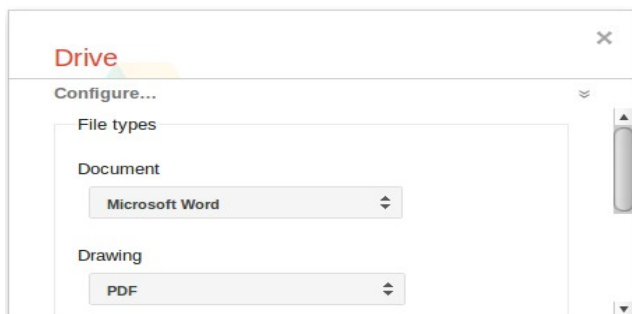 Drive
Configure...
File types
Document
Microsoft Word
Drawing
PDF